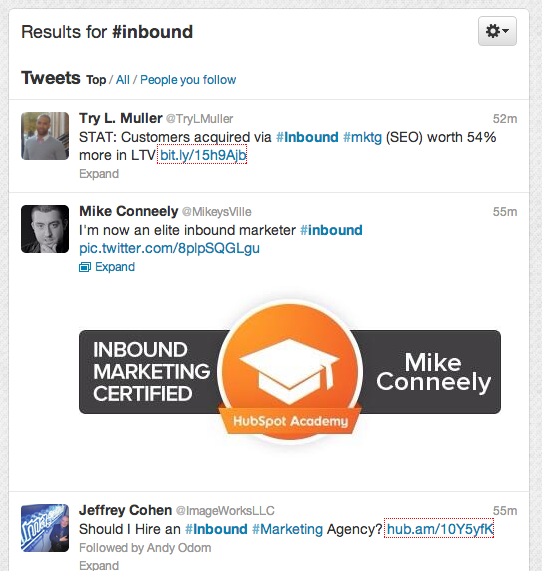 Results for #inbound
Tweets Top / All / People you follow
Try L. Muller @TryLMuller 52m
STAT: Customers acquired via #Inbound #mktg (SEO) worth 54%
more in LTV bit.ly/15h9Ajb
Expand
Mike Conneely @MikeysVille 55m
I'm now an elite inbound marketer #inbound
pic.twitter.com/8plpSQGLgu
Expand
INBOUND
MARKETING
CERTIFIED
HubSpot Academy
Mike
Conneely
Jeffrey Cohen @ImageWorksLLC 55m
Should I Hire an #Inbound #Marketing Agency? hub.am/10Y5yfK
Followed by Andy Odom
Expand